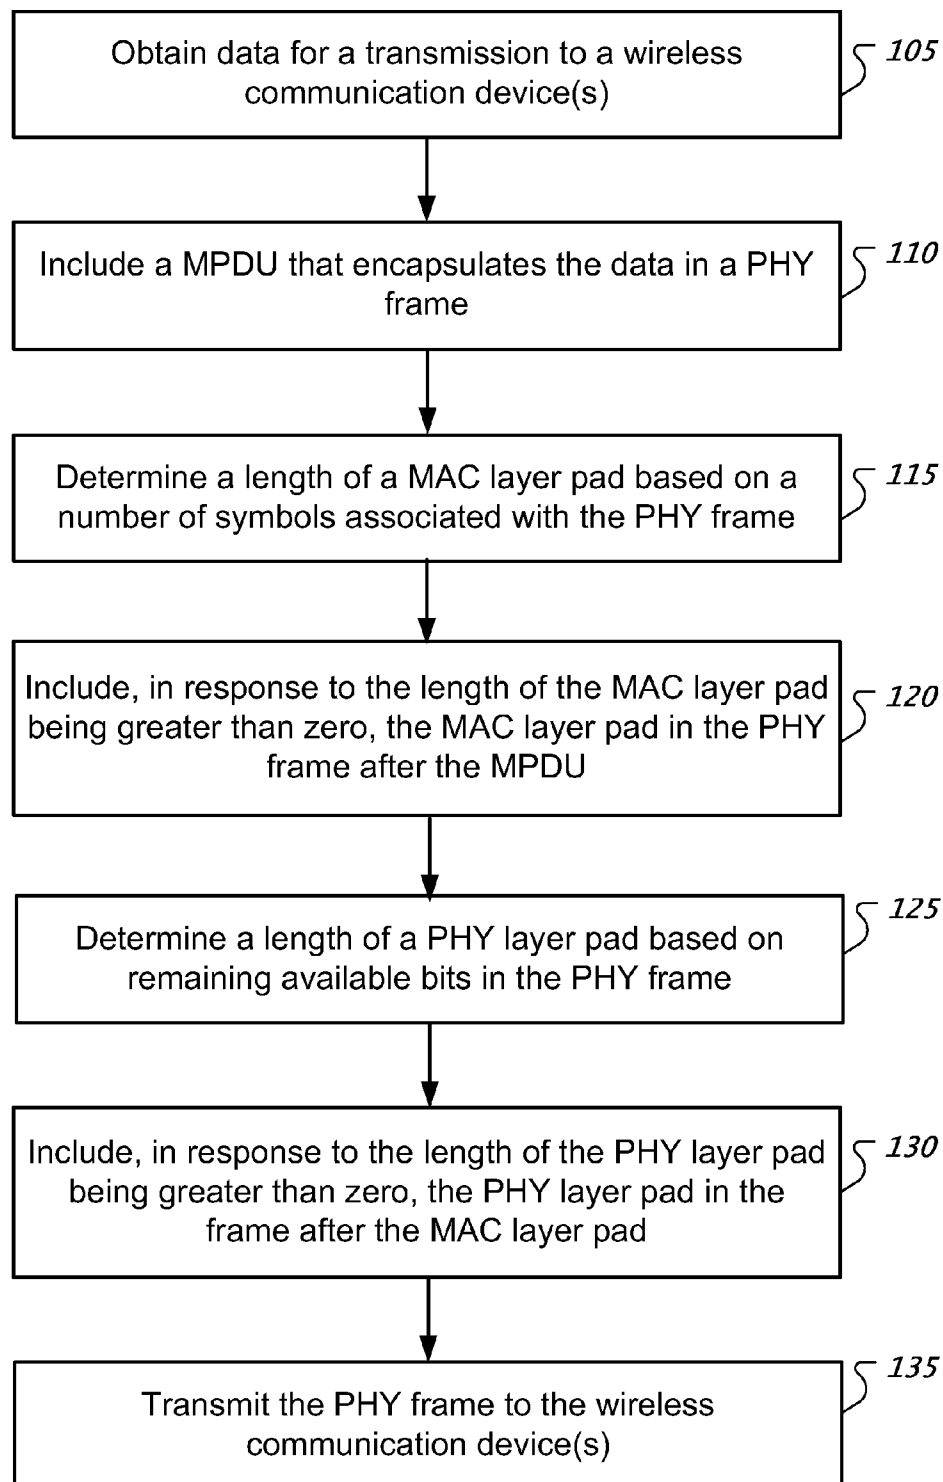 Obtain data for a transmission to a wireless
communication device(s)
105
Include a MPDU that encapsulates the data in a PHY
frame
110
Determine a length of a MAC layer pad based on a
number of symbols associated with the PHY frame
115
Include, in response to the length of the MAC layer pad
being greater than zero, the MAC layer pad in the PHY
frame after the MPDU
120
Determine a length of a PHY layer pad based on
remaining available bits in the PHY frame
125
Include, in response to the length of the PHY layer pad
being greater than zero, the PHY layer pad in the
frame after the MAC layer pad
130
Transmit the PHY frame to the wireless
communication device(s)
135